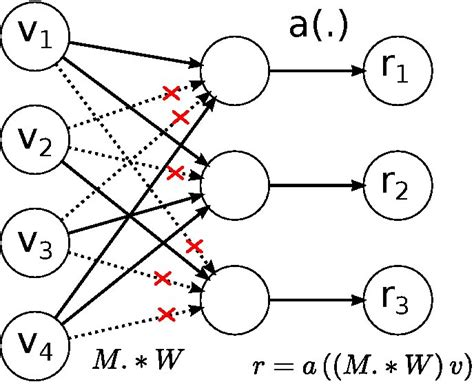 a(.)
v1
r1
v2
r2
v3
r3
v4
M.*W
r = a ((M.*W) v)